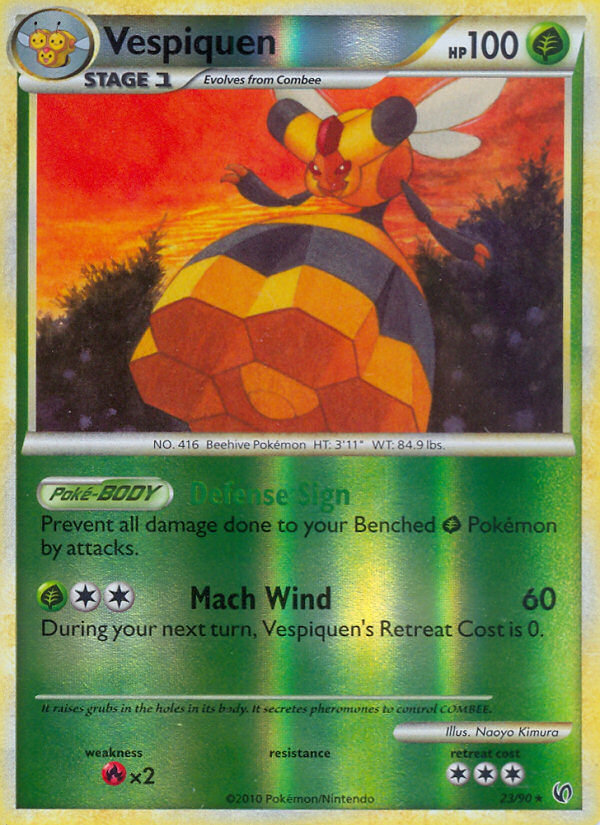 Vespiquen HP100
STAGE 1 Evolves from Combee
NO. 416 Beehive Pokémon HT: 3'11" WT: 84.9 lbs.
Poké-BODY Defense Sign
Prevent all damage done to your Benched Pokémon
by attacks.
Mach Wind 60
During your next turn, Vespiquen's Retreat Cost is 0.
It raises grubs in the holes in its body. It secretes pheromones to control COMBEE.
Illus. Naoyo Kimura
weakness resistance retreat cost
×2
©2010 Pokémon/Nintendo 23/90 ★